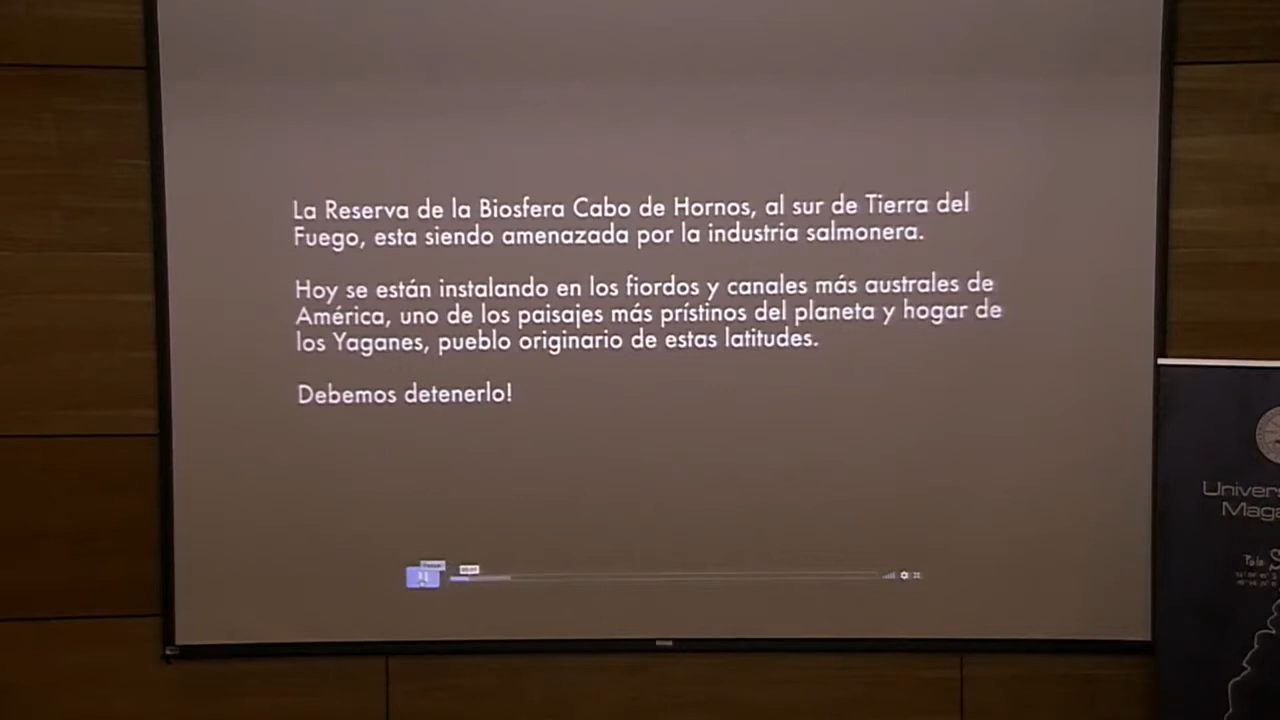 La Reserva de la Biosfera Cabo de Hornos, al sur de Tierra del
Fuego, esta siendo amenazada por la industria salmonera.
Hoy se están instalando en los fiordos y canales más australes de
América, uno de los paisajes más prístinos del planeta y hogar de
los Yaganes, pueblo originario de estas latitudes.
Debemos detenerlo!
Univer
Maga